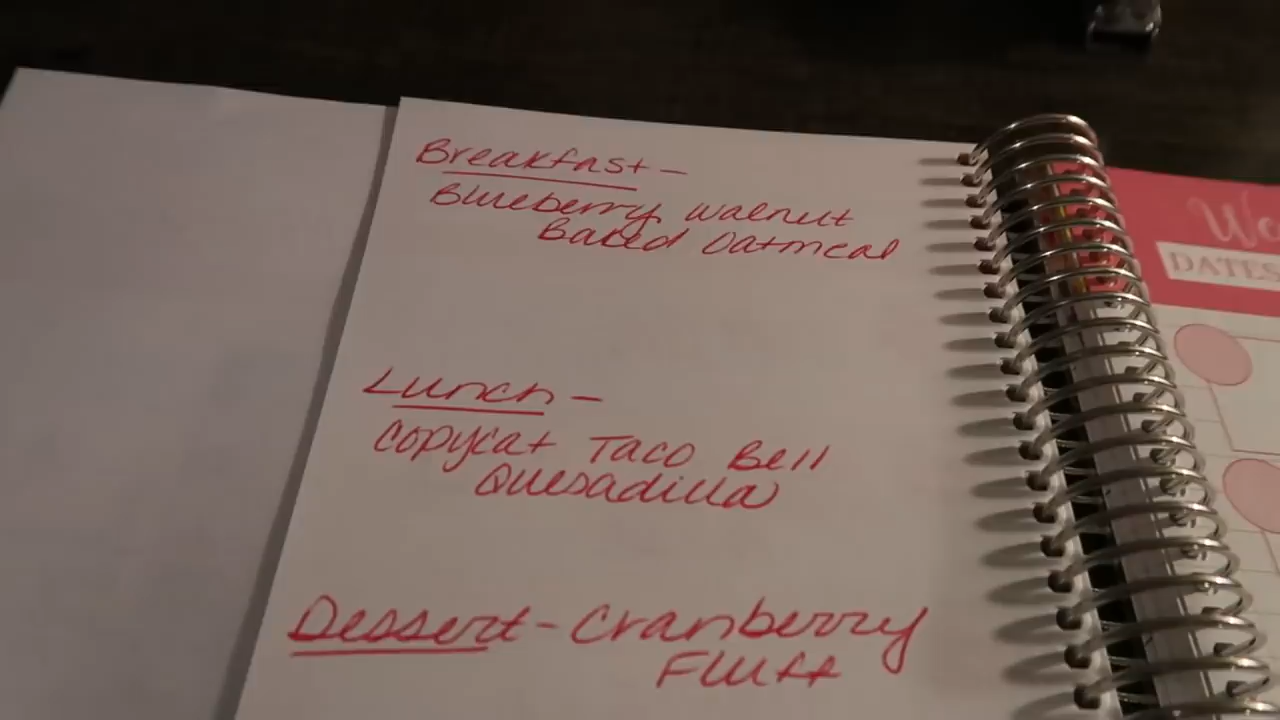 Breakfast-
Blueberry Walnut
Baked Oatmeal
Lunch-
Copycat Taco Bell
Quesadilla
Dessert-Cranberry
Fluff
DATES